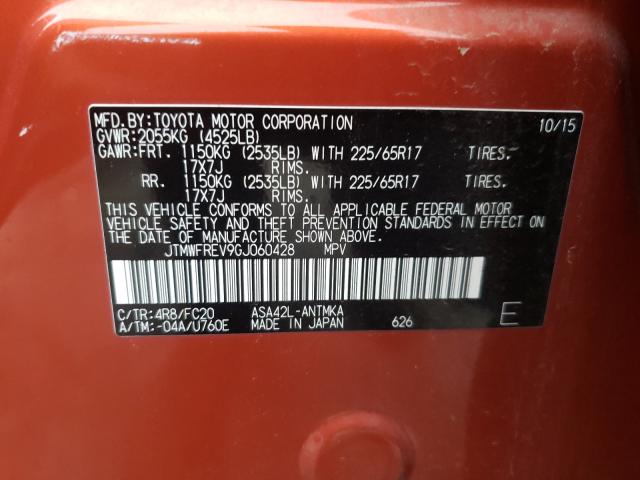 MFD.BY:TOYOTA MOTOR CORPORATION 10/15
GVWR:2055KG (4525LB)
GAWR:FRT. 1150KG (2535LB) WITH 225/65R17 TIRES.
17X7J RIMS.
RR. 1150KG (2535LB) WITH 225/65R17 TIRES.
17X7J RIMS.
THIS VEHICLE CONFORMS TO ALL APPLICABLE FEDERAL MOTOR
VEHICLE SAFETY AND THEFT PREVENTION STANDARDS IN EFFECT ON
THE DATE OF MANUFACTURE SHOWN ABOVE.
JTMWFREV9GJ060428 MPV
C/TR:4R8/FC20 ASA42L-ANTMKA
A/TM:-04A/U760E MADE IN JAPAN 626 E